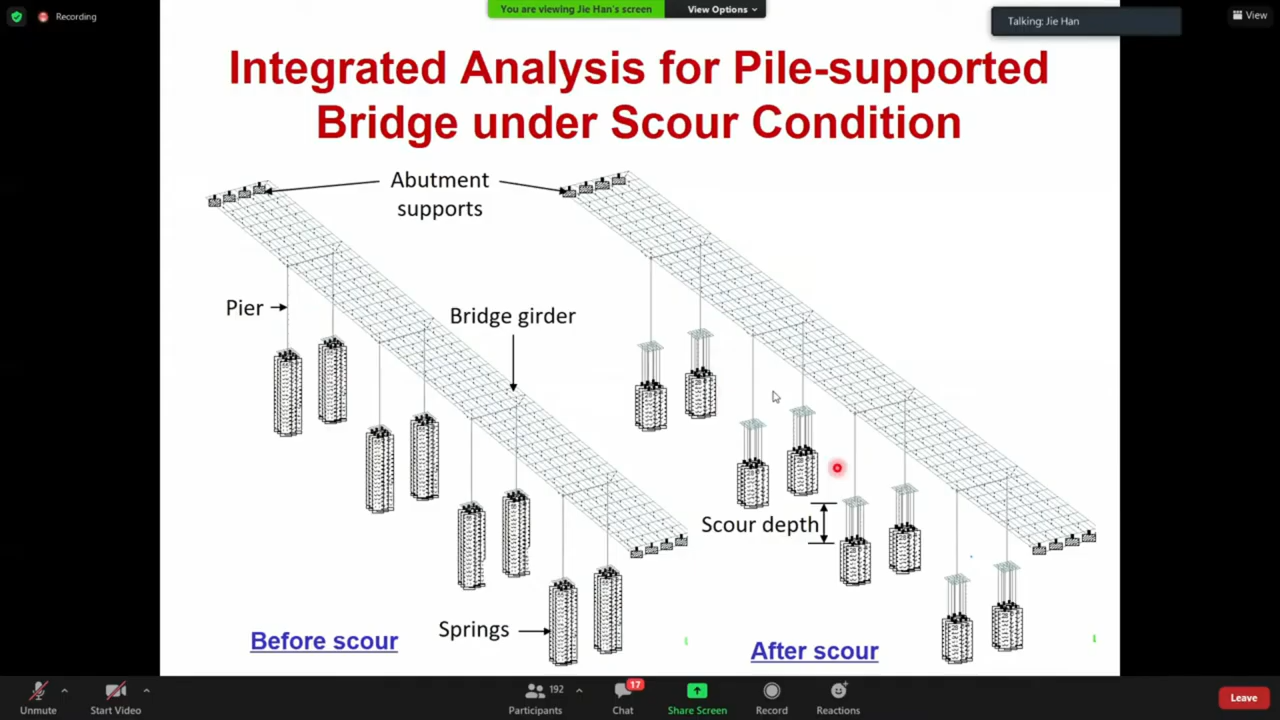 Recording
You are viewing Jie Han's screen
View Options
Talking: Jie Han
View
Integrated Analysis for Pile-supported
Bridge under Scour Condition
Abutment
supports
Pier
Bridge girder
Scour depth
Springs
Before scour
After scour
Unmute
Start Video
192
Participants
17
Chat
Share Screen
Record
Reactions
Leave